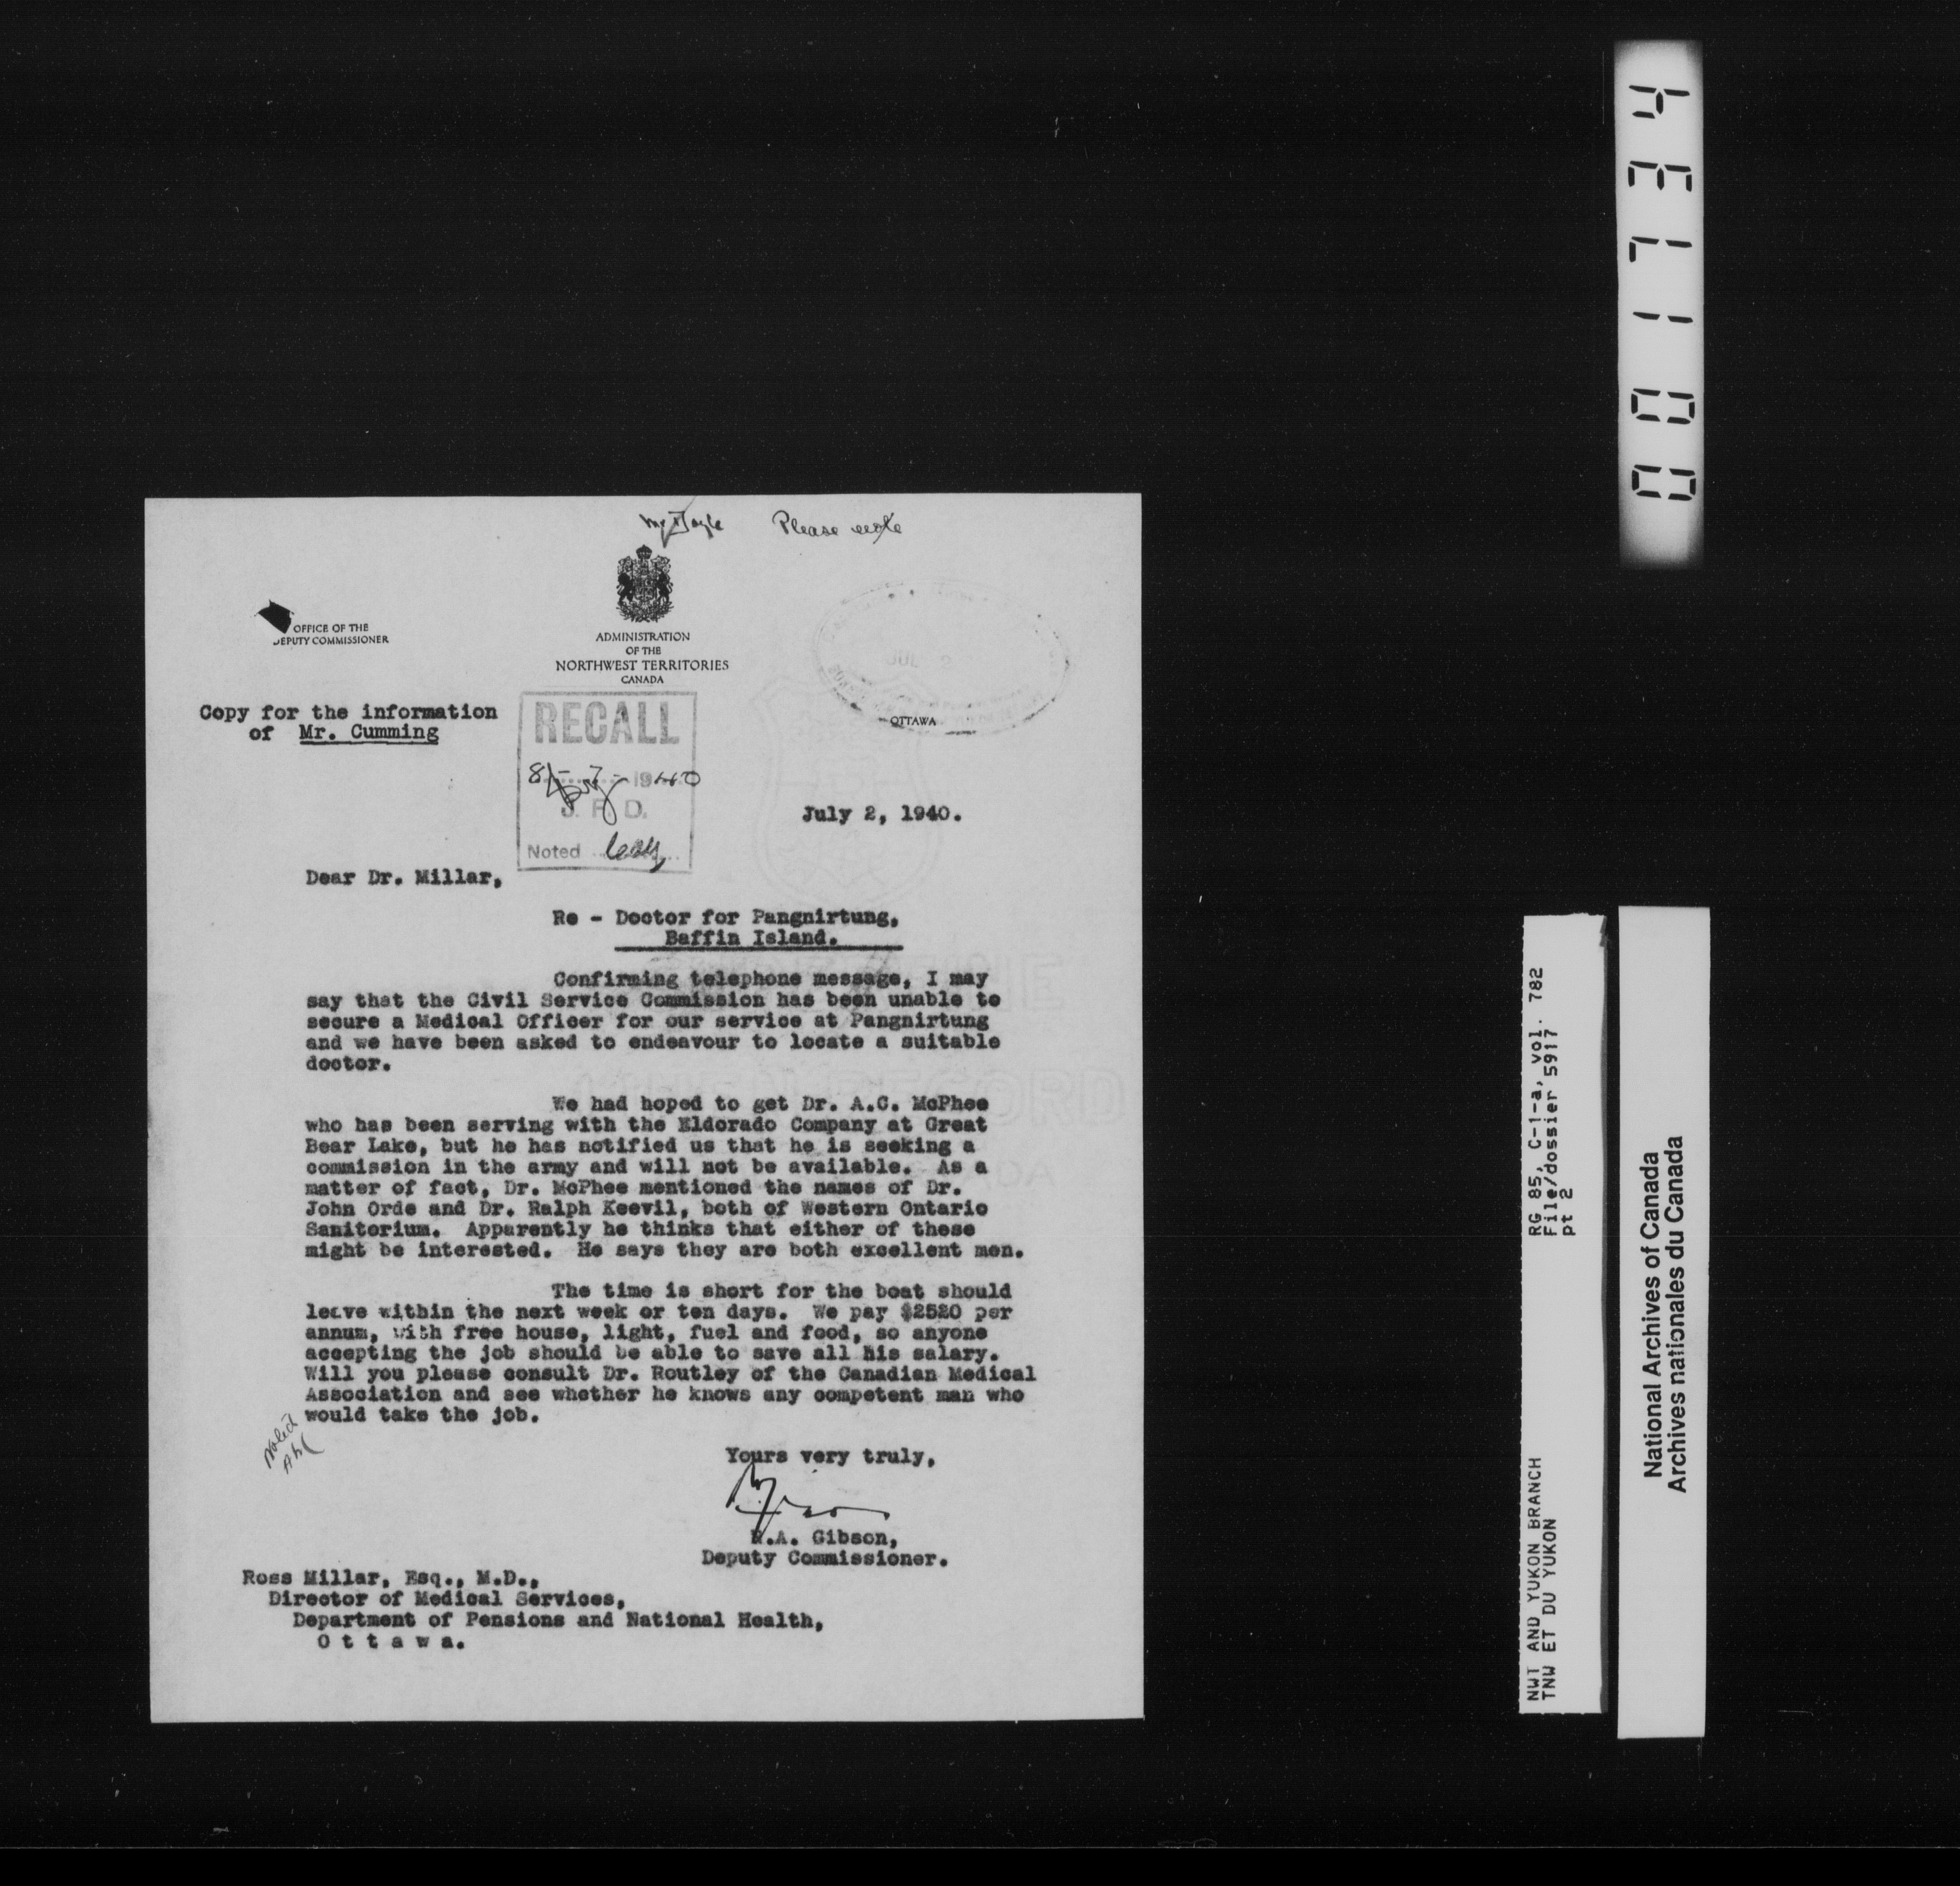 Please note
OFFICE OF THE
DEPUTY COMMISSIONER
ADMINISTRATION
OF THE
NORTHWEST TERRITORIES
CANADA
Copy for the information
of Mr. Cumming
RECALL
8 - 7 - 1940
J. F. D.
Noted
JUL 2
OTTAWA
July 2, 1940.
Dear Dr. Millar,
Re - Doctor for Pangnirtung,
Baffin Island.
Confirming telephone message, I may
say that the Civil Service Commission has been unable to
secure a Medical Officer for our service at Pangnirtung
and we have been asked to endeavour to locate a suitable
doctor.
We had hoped to get Dr. A.C. McPhee
who has been serving with the Eldorado Company at Great
Bear Lake, but he has notified us that he is seeking a
commission in the army and will not be available. As a
matter of fact, Dr. McPhee mentioned the names of Dr.
John Orde and Dr. Ralph Keevil, both of Western Ontario
Sanitorium. Apparently he thinks that either of these
might be interested. He says they are both excellent men.
The time is short for the boat should
leave within the next week or ten days. We pay $2520 per
annum, with free house, light, fuel and food, so anyone
accepting the job should be able to save all his salary.
Will you please consult Dr. Routley of the Canadian Medical
Association and see whether he knows any competent man who
would take the job.
Noted
Yours very truly,
R.A. Gibson,
Deputy Commissioner.
Ross Millar, Esq., M.D.,
Director of Medical Services,
Department of Pensions and National Health,
O t t a w a.
RG 85, C-1-a, vol. 782
File/dossier 5917
pt 2
NWT AND YUKON BRANCH
TNW ET DU YUKON
National Archives of Canada
Archives nationales du Canada